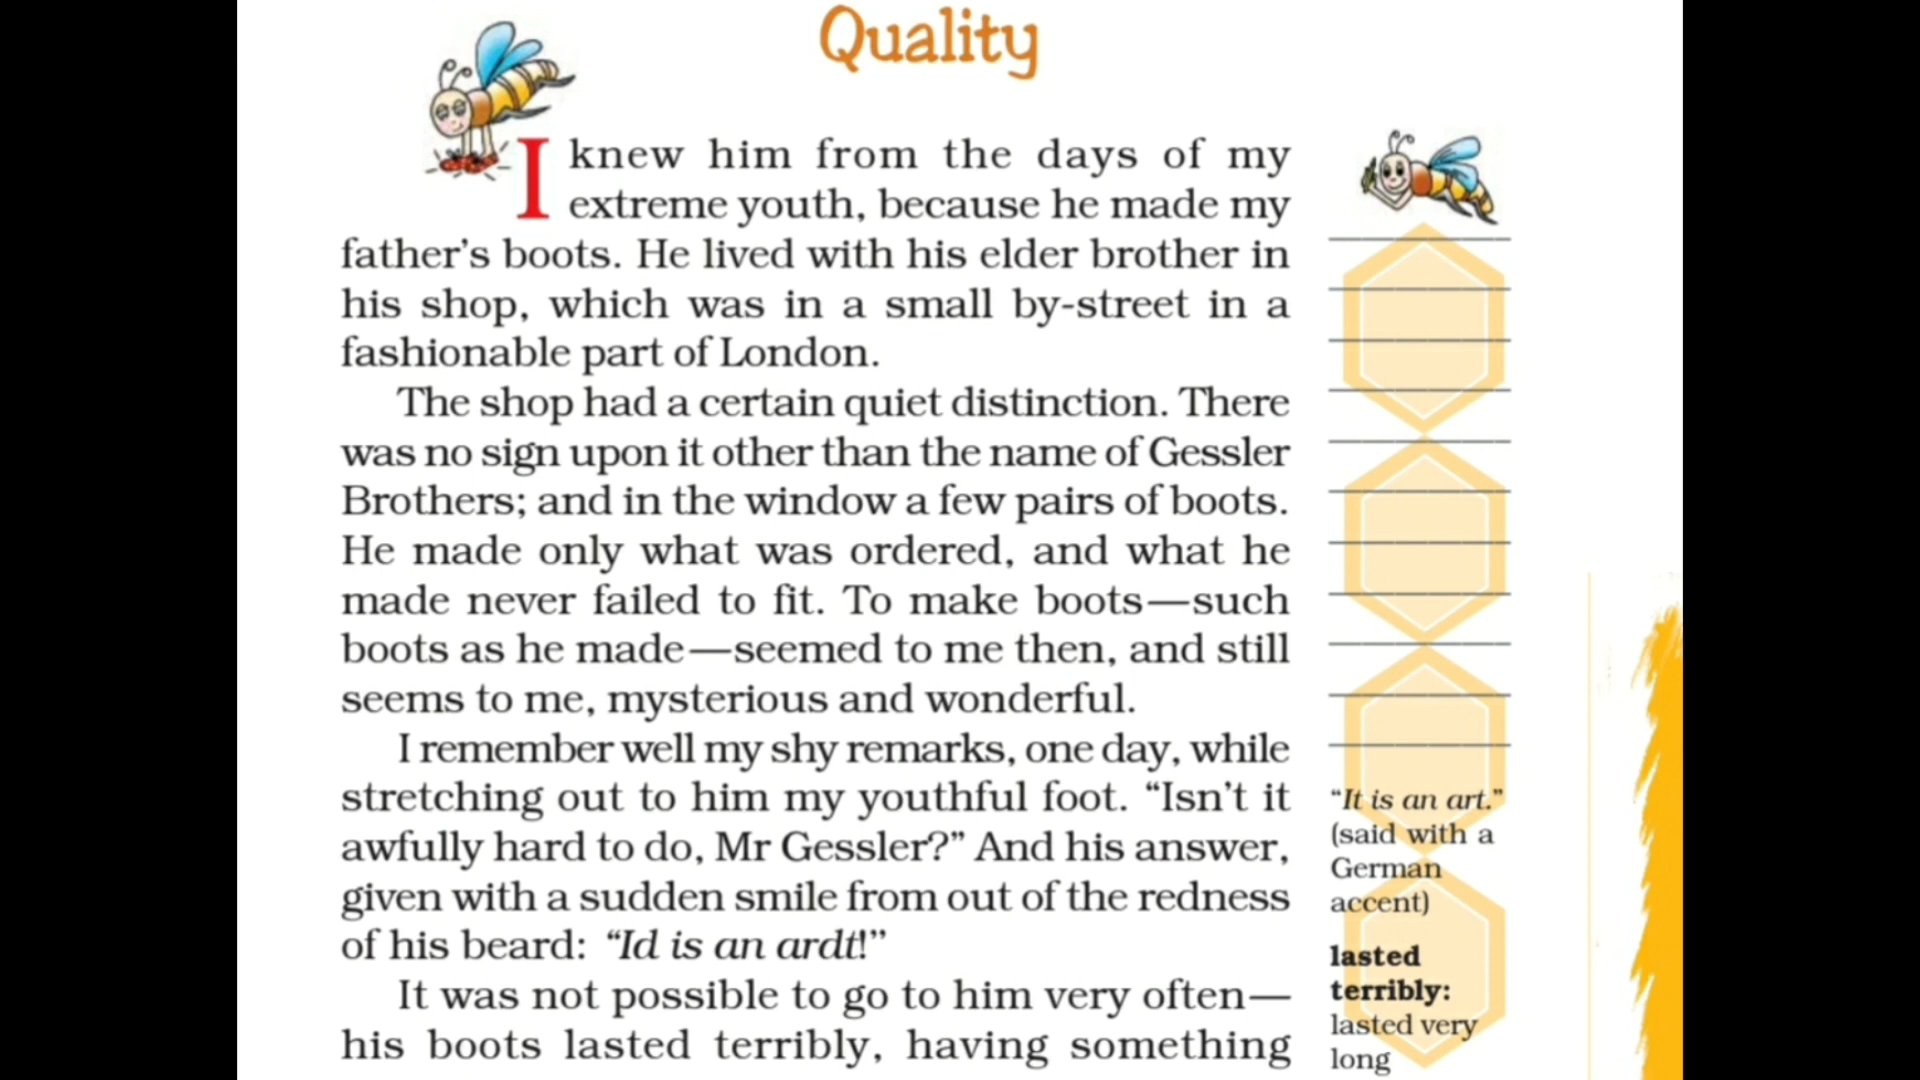 Quality
I knew him from the days of my
extreme youth, because he made my
father's boots. He lived with his elder brother in
his shop, which was in a small by-street in a
fashionable part of London.
The shop had a certain quiet distinction. There
was no sign upon it other than the name of Gessler
Brothers; and in the window a few pairs of boots.
He made only what was ordered, and what he
made never failed to fit. To make boots—such
boots as he made—seemed to me then, and still
seems to me, mysterious and wonderful.
I remember well my shy remarks, one day, while
stretching out to him my youthful foot. “Isn't it
awfully hard to do, Mr Gessler?” And his answer,
given with a sudden smile from out of the redness
of his beard: “Id is an ardt!”
It was not possible to go to him very often—
his boots lasted terribly, having something
“It is an art.”
(said with a
German
accent)
lasted
terribly:
lasted very
long